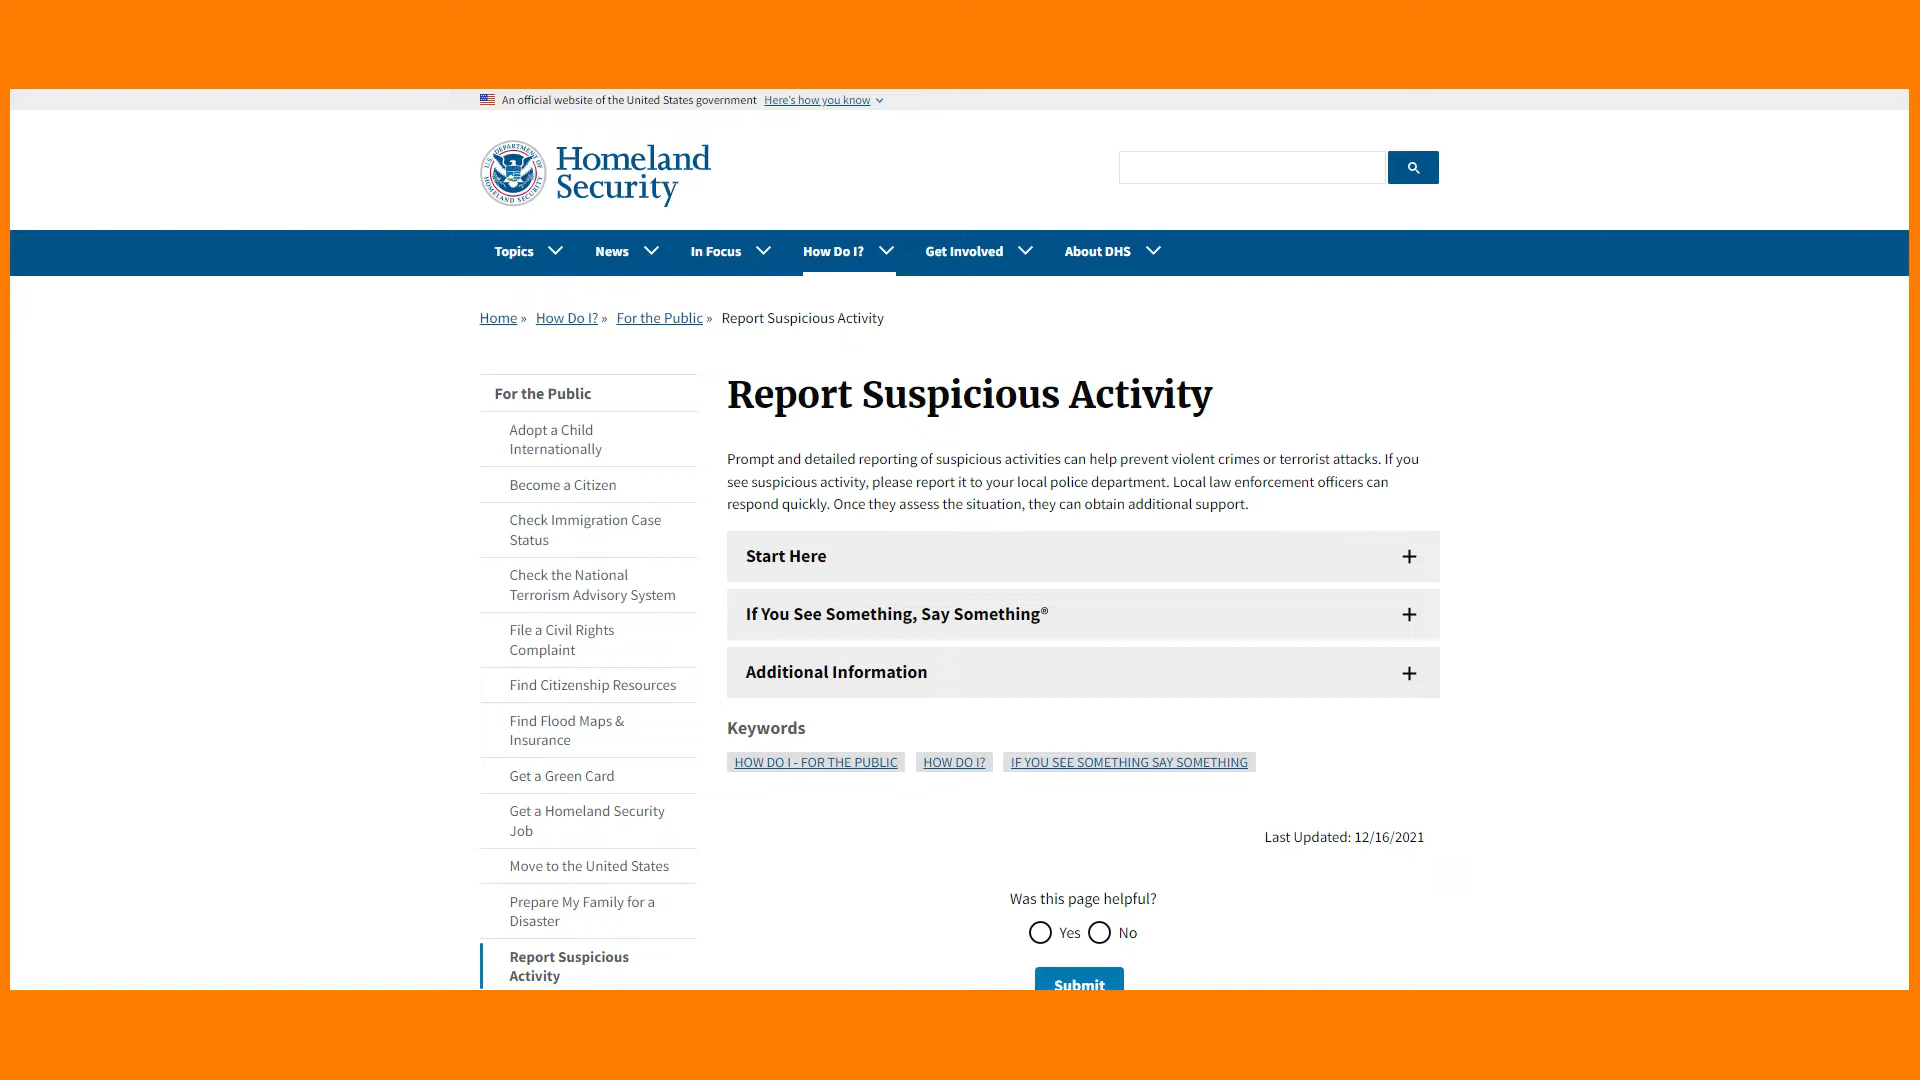 An official website of the United States government Here's how you know
U.S. DEPARTMENT OF HOMELAND SECURITY
Homeland
Security
Topics News In Focus How Do I? Get Involved About DHS
Home » How Do I? » For the Public » Report Suspicious Activity
For the Public
Adopt a Child
Internationally
Become a Citizen
Check Immigration Case
Status
Check the National
Terrorism Advisory System
File a Civil Rights
Complaint
Find Citizenship Resources
Find Flood Maps &
Insurance
Get a Green Card
Get a Homeland Security
Job
Move to the United States
Prepare My Family for a
Disaster
Report Suspicious
Activity
Report Suspicious Activity
Prompt and detailed reporting of suspicious activities can help prevent violent crimes or terrorist attacks. If you
see suspicious activity, please report it to your local police department. Local law enforcement officers can
respond quickly. Once they assess the situation, they can obtain additional support.
Start Here
If You See Something, Say Something®
Additional Information
Keywords
HOW DO I - FOR THE PUBLIC HOW DO I? IF YOU SEE SOMETHING SAY SOMETHING
Last Updated: 12/16/2021
Was this page helpful?
Yes No
Submit